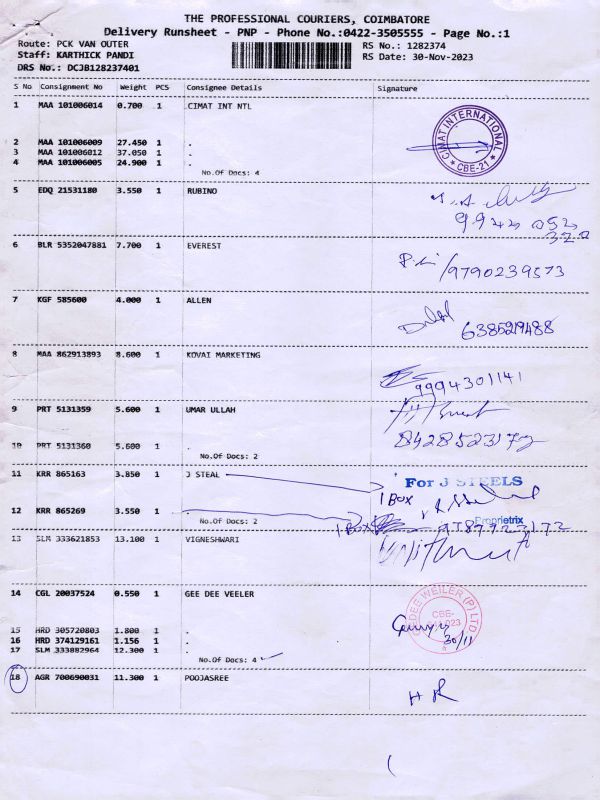 THE PROFESSIONAL COURIERS, COIMBATORE
Delivery Runsheet - PNP - Phone No.:0422-3505555 - Page No.:1
Route: PCK VAN OUTER
RS No.: 1282374
Staff: KARTHICK PANDI
RS Date: 30-Nov-2023
DRS No.: DCJB128237401
S No Consignment No Weight PCS Consignee Details Signature
1 MAA 101006014 0.700 1 .CIMAT INT NTL
CIMAT INTERNATIONAL
* CBE-21 *
2 MAA 101006009 27.450 1 .
3 MAA 101006012 37.050 1 .
4 MAA 101006005 24.900 1 .
No.Of Docs: 4
5 EDQ 21531180 3.550 1 RUBINO
9944 052
320
6 BLR 5352047881 7.700 1 EVEREST
/9790239573
7 KGF 585600 4.000 1 ALLEN
6385219488
8 MAA 862913893 8.600 1 KOVAI MARKETING
9994301141
9 PRT 5131359 5.600 1 UMAR ULLAH
10 PRT 5131360 5.600 1 .
8428523172
No.Of Docs: 2
11 KRR 865163 3.850 1 J STEAL
For J STEELS
1 Box
12 KRR 865269 3.550 1 .
No.Of Docs: 2
1 Box
Proprietrix
13 SLM 333621853 13.100 1 VIGNESHWARI
14 CGL 20037524 0.550 1 GEE DEE VEELER
GEDEE WEILER (P) LTD
CBE-
30/11
15 HRD 305720803 1.800 1 .
16 HRD 374129161 1.156 1 .
17 SLM 333882964 12.300 1 .
No.Of Docs: 4
18 AGR 700690031 11.300 1 POOJASREE
H R